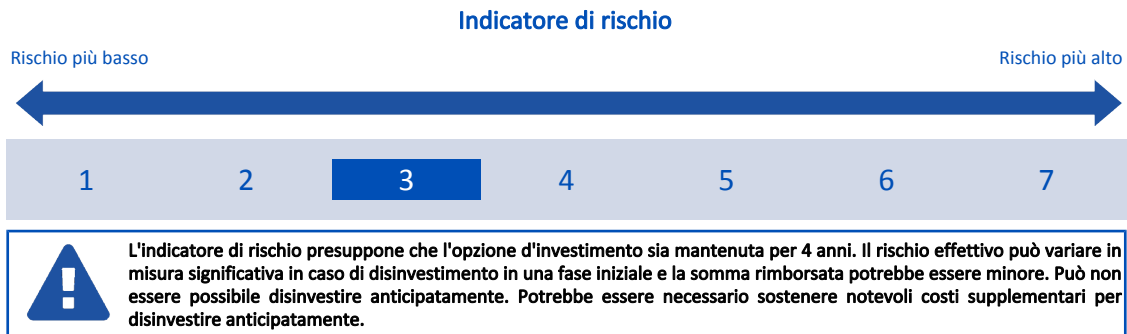 Indicatore di rischio
Rischio più basso
Rischio più alto
1 2 3 4 5 6 7
L'indicatore di rischio presuppone che l'opzione d'investimento sia mantenuta per 4 anni. Il rischio effettivo può variare in
misura significativa in caso di disinvestimento in una fase iniziale e la somma rimborsata potrebbe essere minore. Può non
essere possibile disinvestire anticipatamente. Potrebbe essere necessario sostenere notevoli costi supplementari per
disinvestire anticipatamente.